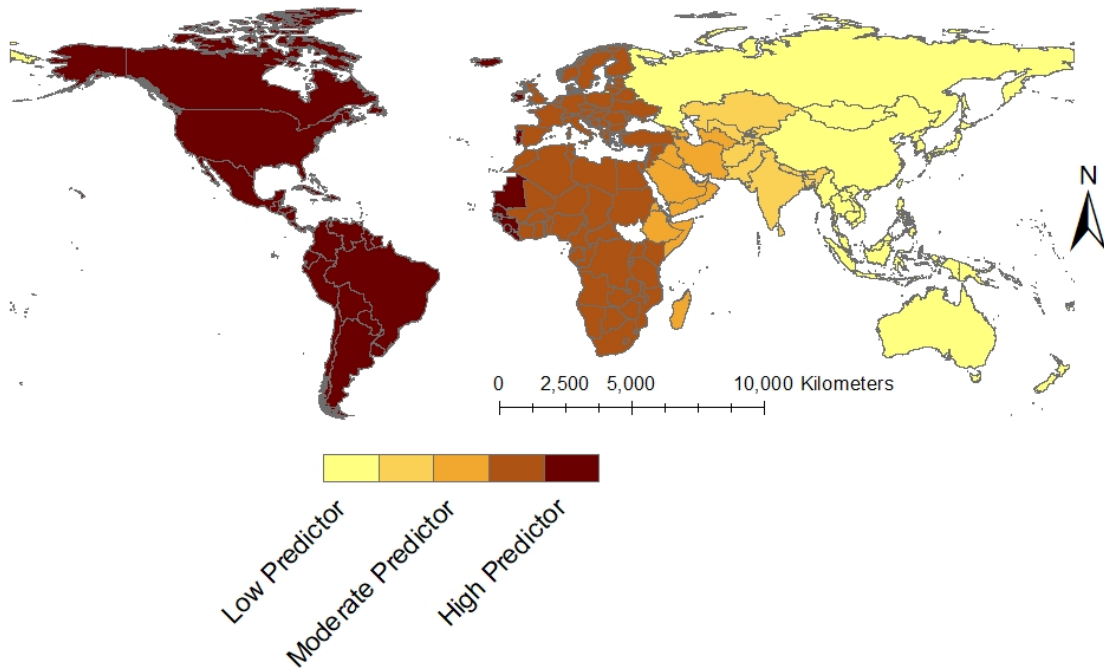 N
0 2,500 5,000 10,000 Kilometers
Low Predictor
Moderate Predictor
High Predictor